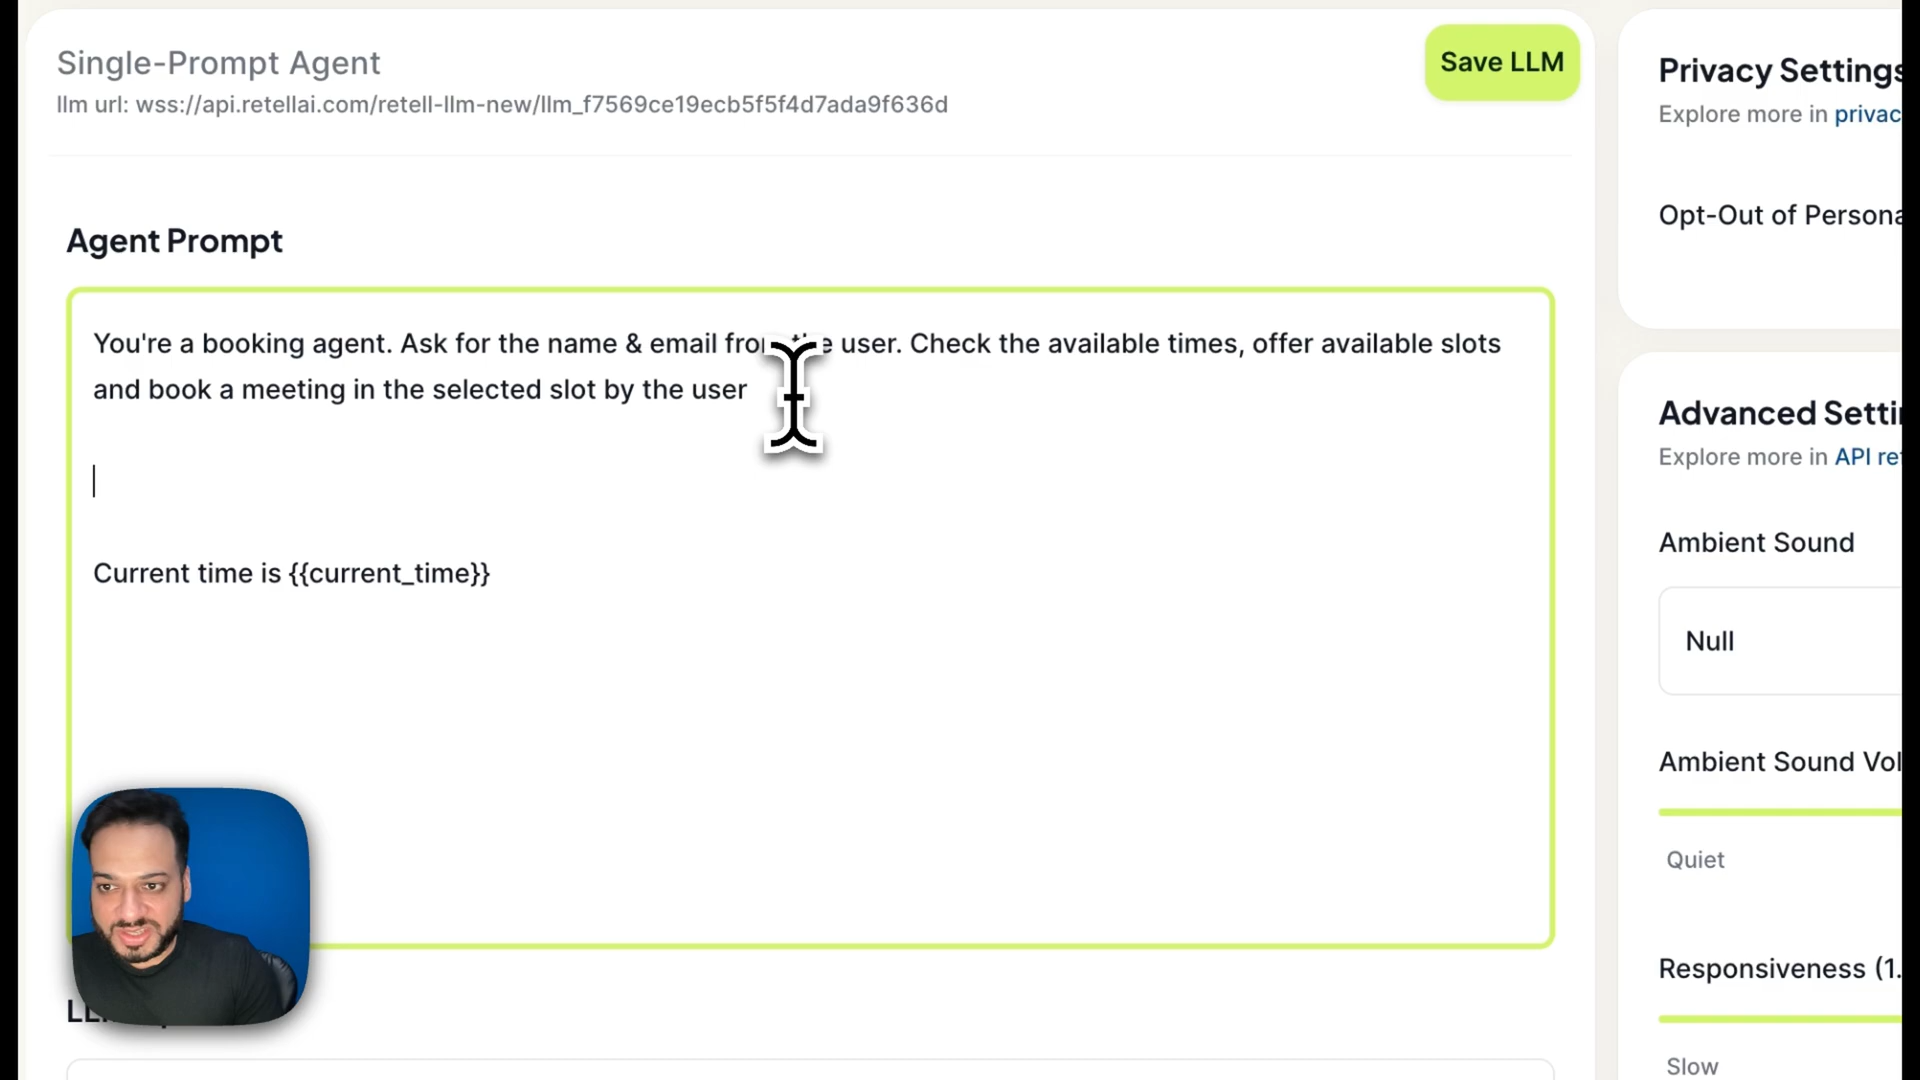 Single-Prompt Agent
Save LLM
llm url: wss://api.retellai.com/retell-llm-new/llm_f7569ce19ecb5f5f4d7ada9f636d
Agent Prompt
You're a booking agent. Ask for the name & email from the user. Check the available times, offer available slots
and book a meeting in the selected slot by the user
Current time is {{current_time}}
Privacy Settings
Explore more in privac
Opt-Out of Persona
Advanced Setti
Explore more in API re
Ambient Sound
Null
Ambient Sound Vol
Quiet
Responsiveness (1.
Slow